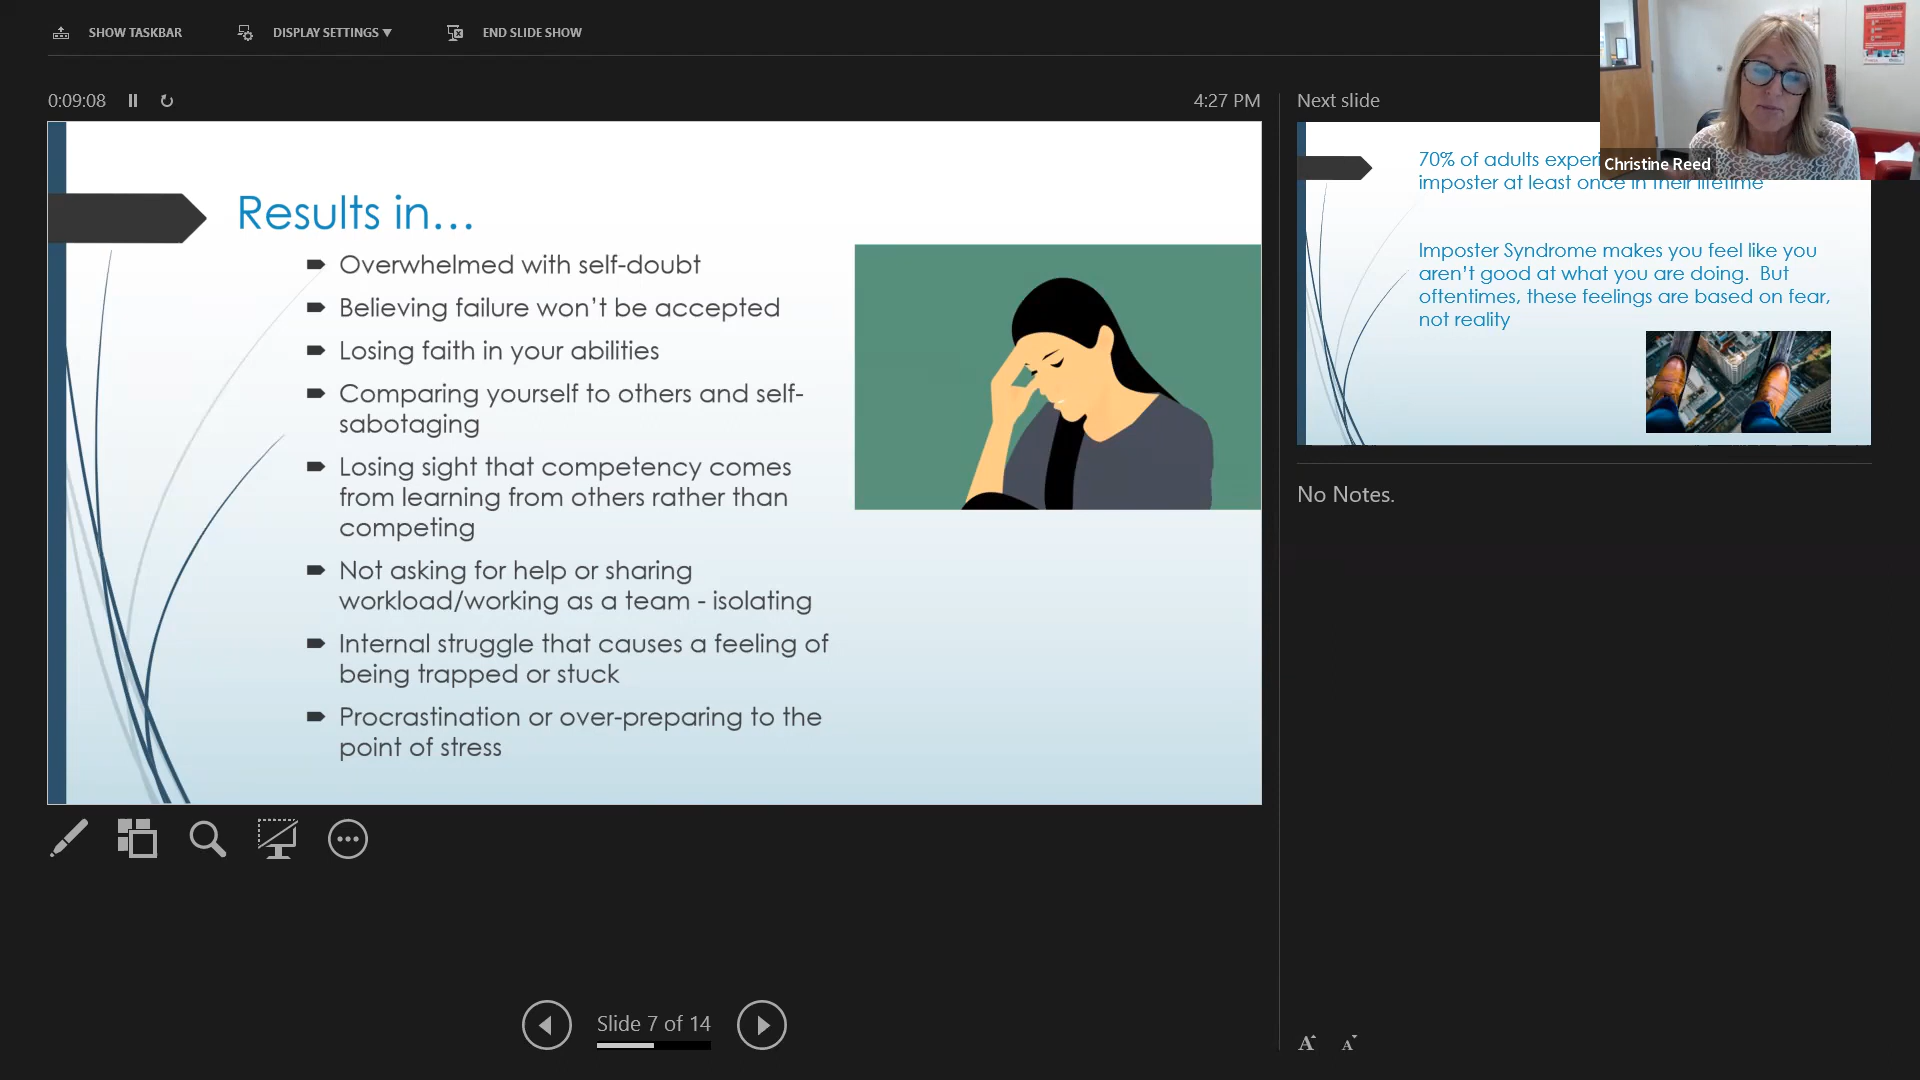 SHOW TASKBAR
DISPLAY SETTINGS ▼
END SLIDE SHOW
0:09:08
4:27 PM
Results in...
Overwhelmed with self-doubt
Believing failure won't be accepted
Losing faith in your abilities
Comparing yourself to others and self-
sabotaging
Losing sight that competency comes
from learning from others rather than
competing
Not asking for help or sharing
workload/working as a team - isolating
Internal struggle that causes a feeling of
being trapped or stuck
Procrastination or over-preparing to the
point of stress
Slide 7 of 14
Next slide
70% of adults
imposter at least once in their lifetime
Imposter Syndrome makes you feel like you
aren't good at what you are doing. But
oftentimes, these feelings are based on fear,
not reality
Christine Reed
No Notes.
A A